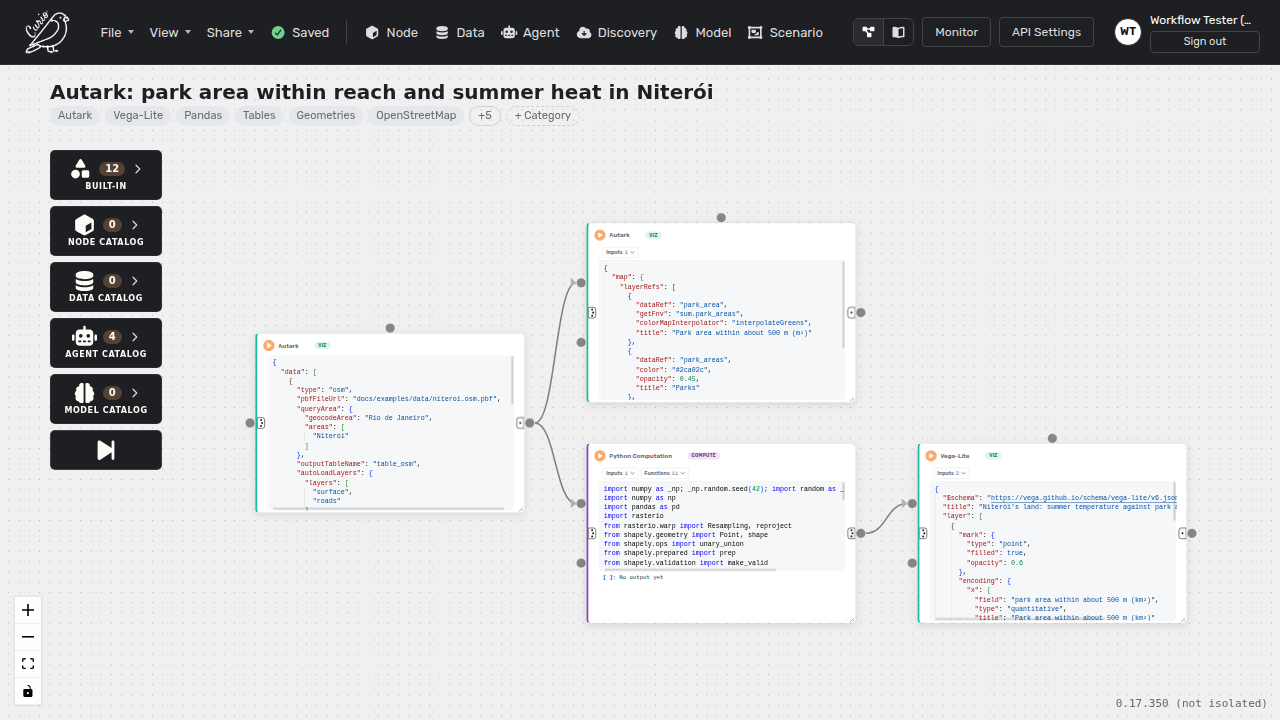 Curio
File
View
Share
Saved
Node
Data
Agent
Discovery
Model
Scenario
Monitor
API Settings
WT
Workflow Tester (...
Sign out
Autark: park area within reach and summer heat in Niterói
Autark
Vega-Lite
Pandas
Tables
Geometries
OpenStreetMap
+5
+ Category
12
BUILT-IN
0
NODE CATALOG
0
DATA CATALOG
4
AGENT CATALOG
0
MODEL CATALOG
Autark VIZ
{
"data": [
{
"type": "osm",
"pbfFileUrl": "docs/examples/data/niteroi.osm.pbf",
"queryArea": {
"geocodeArea": "Rio de Janeiro",
"areas": [
"Niterói"
]
},
"outputTableName": "table_osm",
"autoLoadLayers": {
"layers": [
"surface",
"roads"
]
Autark VIZ
Inputs 1
{
"map": {
"layerRefs": [
{
"dataRef": "park_area",
"getFnv": "sum.park_areas",
"colorMapInterpolator": "interpolateGreens",
"title": "Park area within about 500 m (m²)"
},
{
"dataRef": "park_areas",
"color": "#2ca02c",
"opacity": 0.45,
"title": "Parks"
},
Python Computation COMPUTE
Inputs 1 Functions 11
import numpy as _np; _np.random.seed(42); import random as _
import numpy as np
import pandas as pd
import rasterio
from rasterio.warp import Resampling, reproject
from shapely.geometry import Point, shape
from shapely.ops import unary_union
from shapely.prepared import prep
from shapely.validation import make_valid
[ ]: No output yet
Vega-Lite VIZ
Inputs 2
{
"$schema": "https://vega.github.io/schema/vega-lite/v6.json
"title": "Niterói's land: summer temperature against park a
"layer": [
{
"mark": {
"type": "point",
"filled": true,
"opacity": 0.6
},
"encoding": {
"x": {
"field": "park area within about 500 m (km²)",
"type": "quantitative",
"title": "Park area within about 500 m (km²)"
0.17.350 (not isolated)